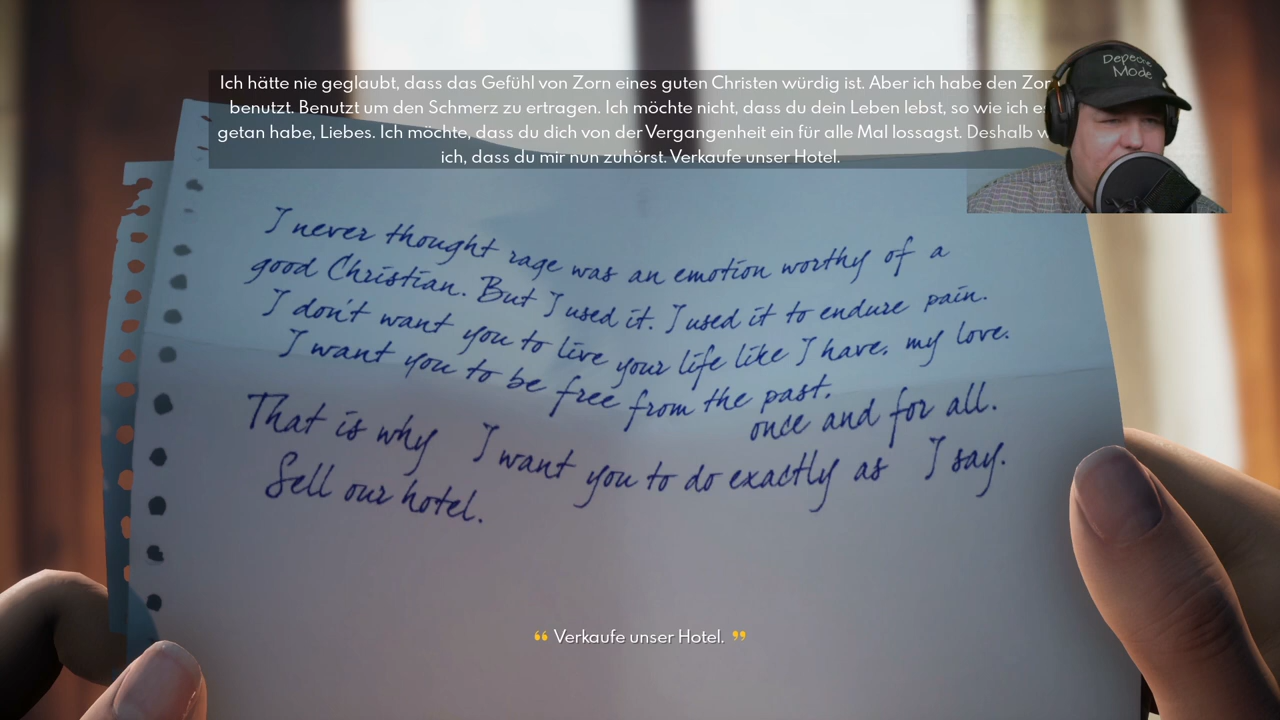 Ich hätte nie geglaubt, dass das Gefühl von Zorn eines guten Christen würdig ist. Aber ich habe den Zor
benutzt. Benutzt um den Schmerz zu ertragen. Ich möchte nicht, dass du dein Leben lebst, so wie ich es
getan habe, Liebes. Ich möchte, dass du dich von der Vergangenheit ein für alle Mal lossagst. Deshalb w
ich, dass du mir nun zuhörst. Verkaufe unser Hotel.
Depeche
Mode
I never thought rage was an emotion worthy of a
good Christian. But I used it. I used it to endure pain.
I don't want you to live your life like I have, my love.
I want you to be free from the past.
once and for all.
That is why I want you to do exactly as I say.
Sell our hotel.
“ Verkaufe unser Hotel. ”